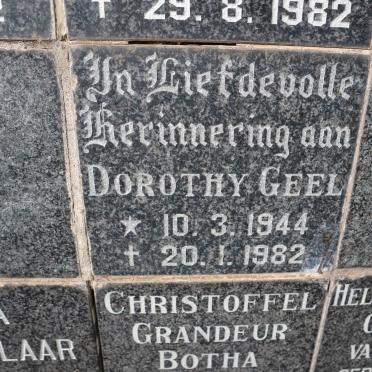 † 29. 8. 1982
In Liefdevolle
Herinnering aan
DOROTHY GEEL
★ 10. 3. 1944
† 20. 1. 1982
CHRISTOFFEL
GRANDEUR
BOTHA
LAAR